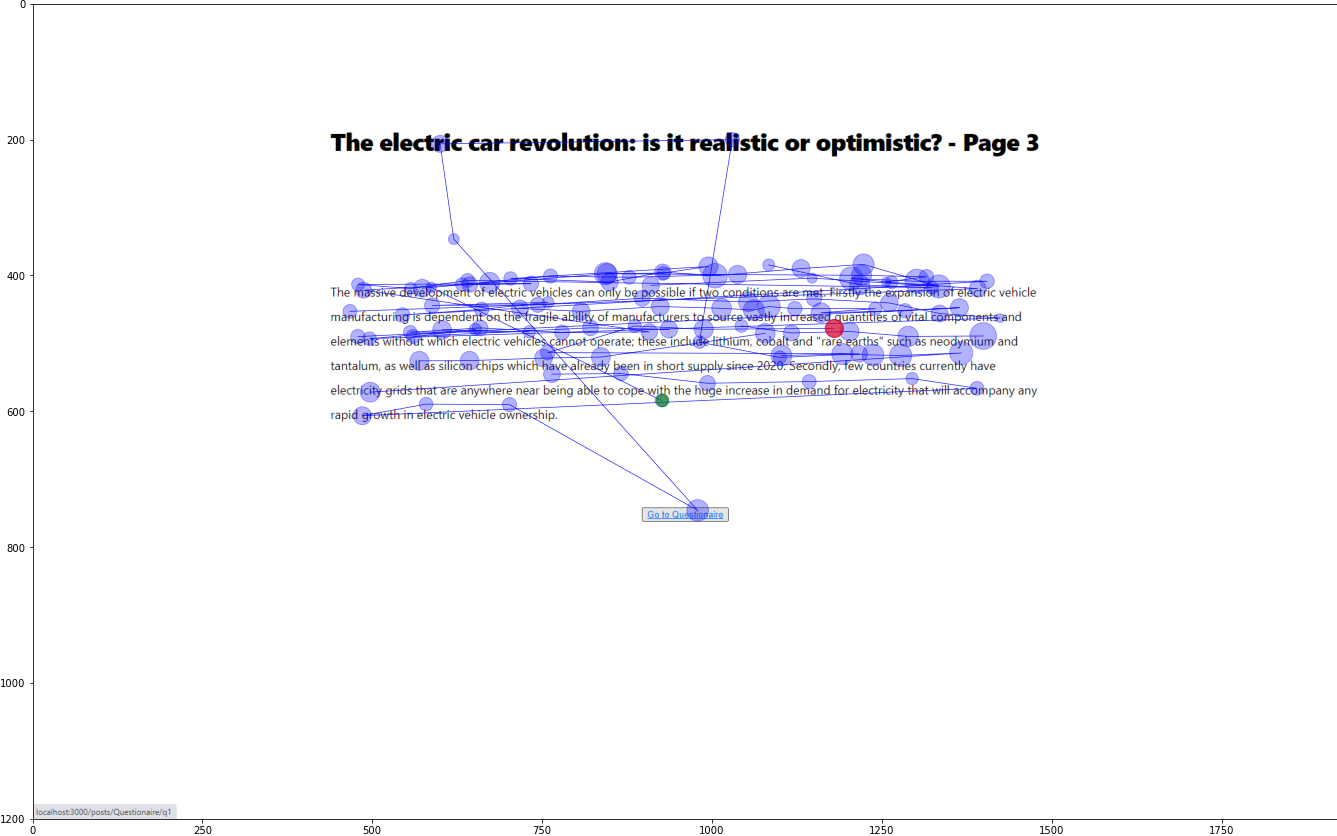 The electric car revolution: is it realistic or optimistic? - Page 3
The massive development of electric vehicles can only be possible if two conditions are met. Firstly the expansion of electric vehicle
manufacturing is dependent on the fragile ability of manufacturers to source vastly increased quantities of vital components and
elements without which electric vehicles cannot operate; these include lithium, cobalt and "rare earths" such as neodymium and
tantalum, as well as silicon chips which have already been in short supply since 2020. Secondly, few countries currently have
electricity grids that are anywhere near being able to cope with the huge increase in demand for electricity that will accompany any
rapid growth in electric vehicle ownership.
Go to Questionaire
localhost:3000/posts/Questionaire/q1
0
200
400
600
800
1000
1200
0 250 500 750 1000 1250 1500 1750